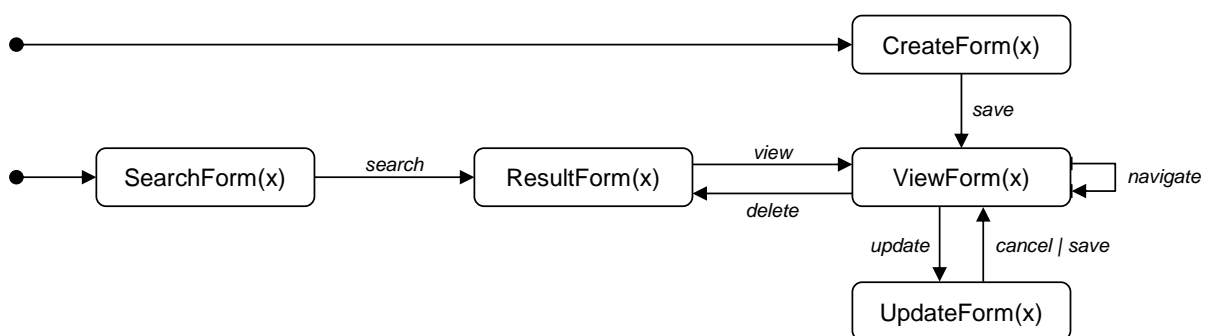 CreateForm(x)
save
SearchForm(x)
search
ResultForm(x)
view
delete
ViewForm(x)
navigate
update
cancel | save
UpdateForm(x)